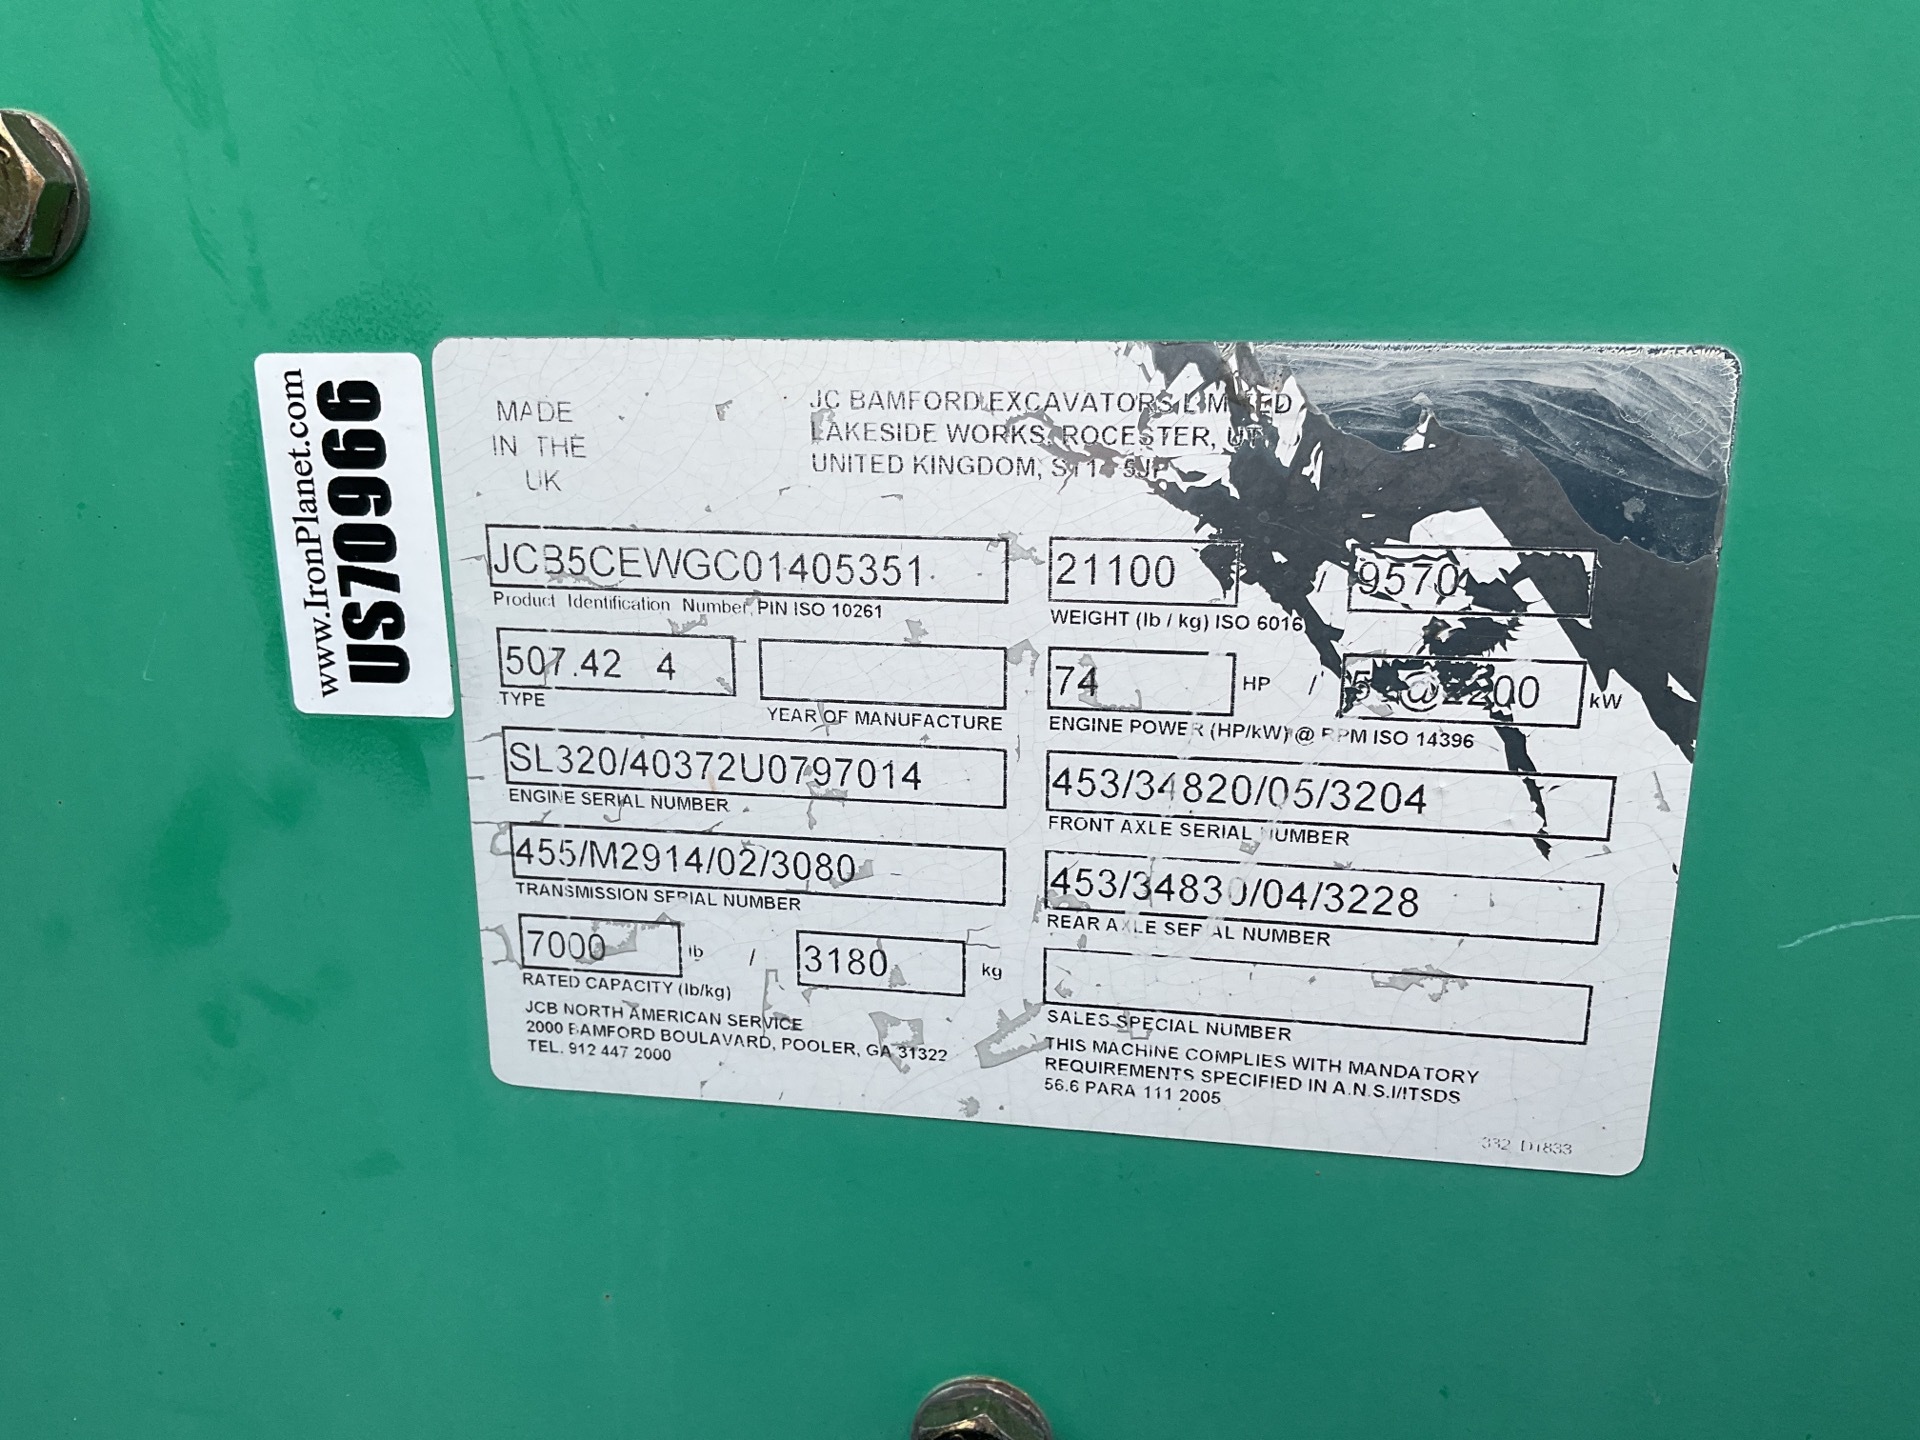 www.IronPlanet.com
US70966
MADE
IN THE
UK
JC BAMFORD EXCAVATORS LIMITED
LAKESIDE WORKS, ROCESTER,
UNITED KINGDOM,
JCB5CEWGC01405351
Product Identification Number, PIN ISO 10261
21100 / 9570
WEIGHT (lb / kg) ISO 6016
507.42 4
TYPE
YEAR OF MANUFACTURE
74 HP / @2200 kW
ENGINE POWER (HP/kW) @ RPM ISO 14396
SL320/40372U0797014
ENGINE SERIAL NUMBER
453/34820/05/3204
FRONT AXLE SERIAL NUMBER
455/M2914/02/3080
TRANSMISSION SERIAL NUMBER
453/34830/04/3228
REAR AXLE SERIAL NUMBER
7000 lb / 3180 kg
RATED CAPACITY (lb/kg)
SALES SPECIAL NUMBER
JCB NORTH AMERICAN SERVICE
2000 BAMFORD BOULAVARD, POOLER, GA 31322
TEL. 912 447 2000
THIS MACHINE COMPLIES WITH MANDATORY
REQUIREMENTS SPECIFIED IN A.N.S.I/ITSDS
56.6 PARA 111 2005
332 D1833